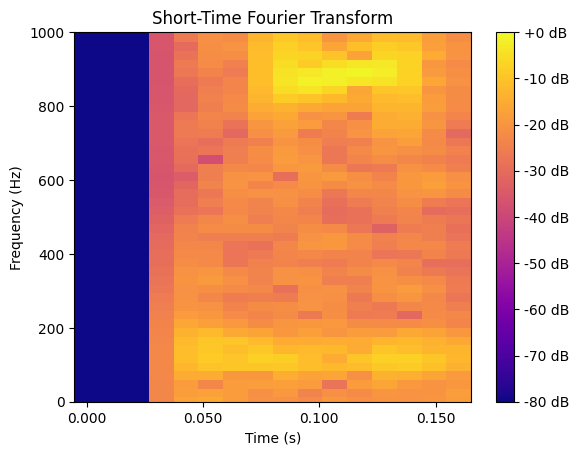 Short-Time Fourier Transform
1000
800
600
400
200
0
Frequency (Hz)
0.000
0.050
0.100
0.150
Time (s)
+0 dB
-10 dB
-20 dB
-30 dB
-40 dB
-50 dB
-60 dB
-70 dB
-80 dB